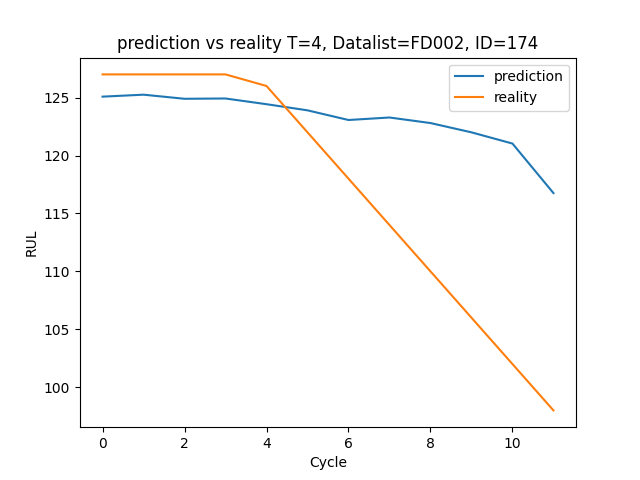 prediction vs reality T=4, Datalist=FD002, ID=174
prediction
reality
RUL
125
120
115
110
105
100
0 2 4 6 8 10
Cycle